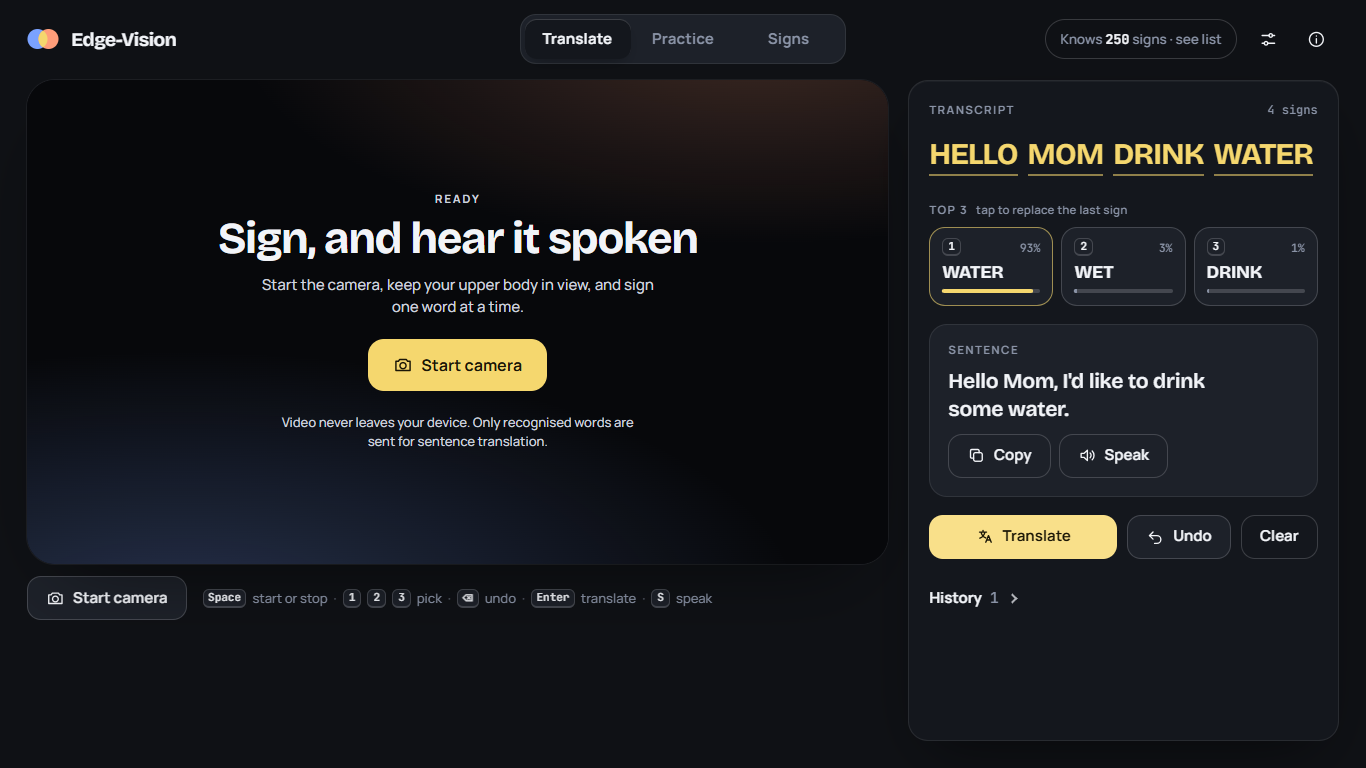 Edge-Vision
Translate Practice Signs
Knows 250 signs · see list
READY
Sign, and hear it spoken
Start the camera, keep your upper body in view, and sign
one word at a time.
Start camera
Video never leaves your device. Only recognised words are
sent for sentence translation.
Start camera
Space start or stop · 1 2 3 pick · ⌫ undo · Enter translate · S speak
TRANSCRIPT 4 signs
HELLO MOM DRINK WATER
TOP 3 tap to replace the last sign
1 93% 2 3% 3 1%
WATER WET DRINK
SENTENCE
Hello Mom, I'd like to drink
some water.
Copy Speak
Translate Undo Clear
History 1